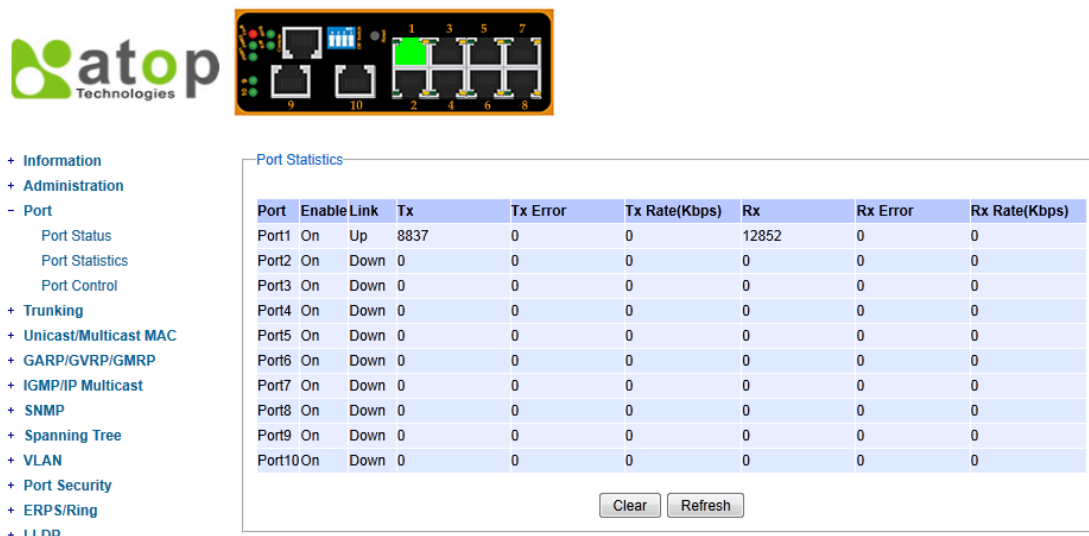 atop
Technologies
1 3 5 7
9 10 2 4 6 8
+ Information
+ Administration
− Port
Port Status
Port Statistics
Port Control
+ Trunking
+ Unicast/Multicast MAC
+ GARP/GVRP/GMRP
+ IGMP/IP Multicast
+ SNMP
+ Spanning Tree
+ VLAN
+ Port Security
+ ERPS/Ring
+ LLDP
Port Statistics
Port Enable Link Tx Tx Error Tx Rate(Kbps) Rx Rx Error Rx Rate(Kbps)
Port1 On Up 8837 0 0 12852 0 0
Port2 On Down 0 0 0 0 0 0
Port3 On Down 0 0 0 0 0 0
Port4 On Down 0 0 0 0 0 0
Port5 On Down 0 0 0 0 0 0
Port6 On Down 0 0 0 0 0 0
Port7 On Down 0 0 0 0 0 0
Port8 On Down 0 0 0 0 0 0
Port9 On Down 0 0 0 0 0 0
Port10 On Down 0 0 0 0 0 0
Clear Refresh